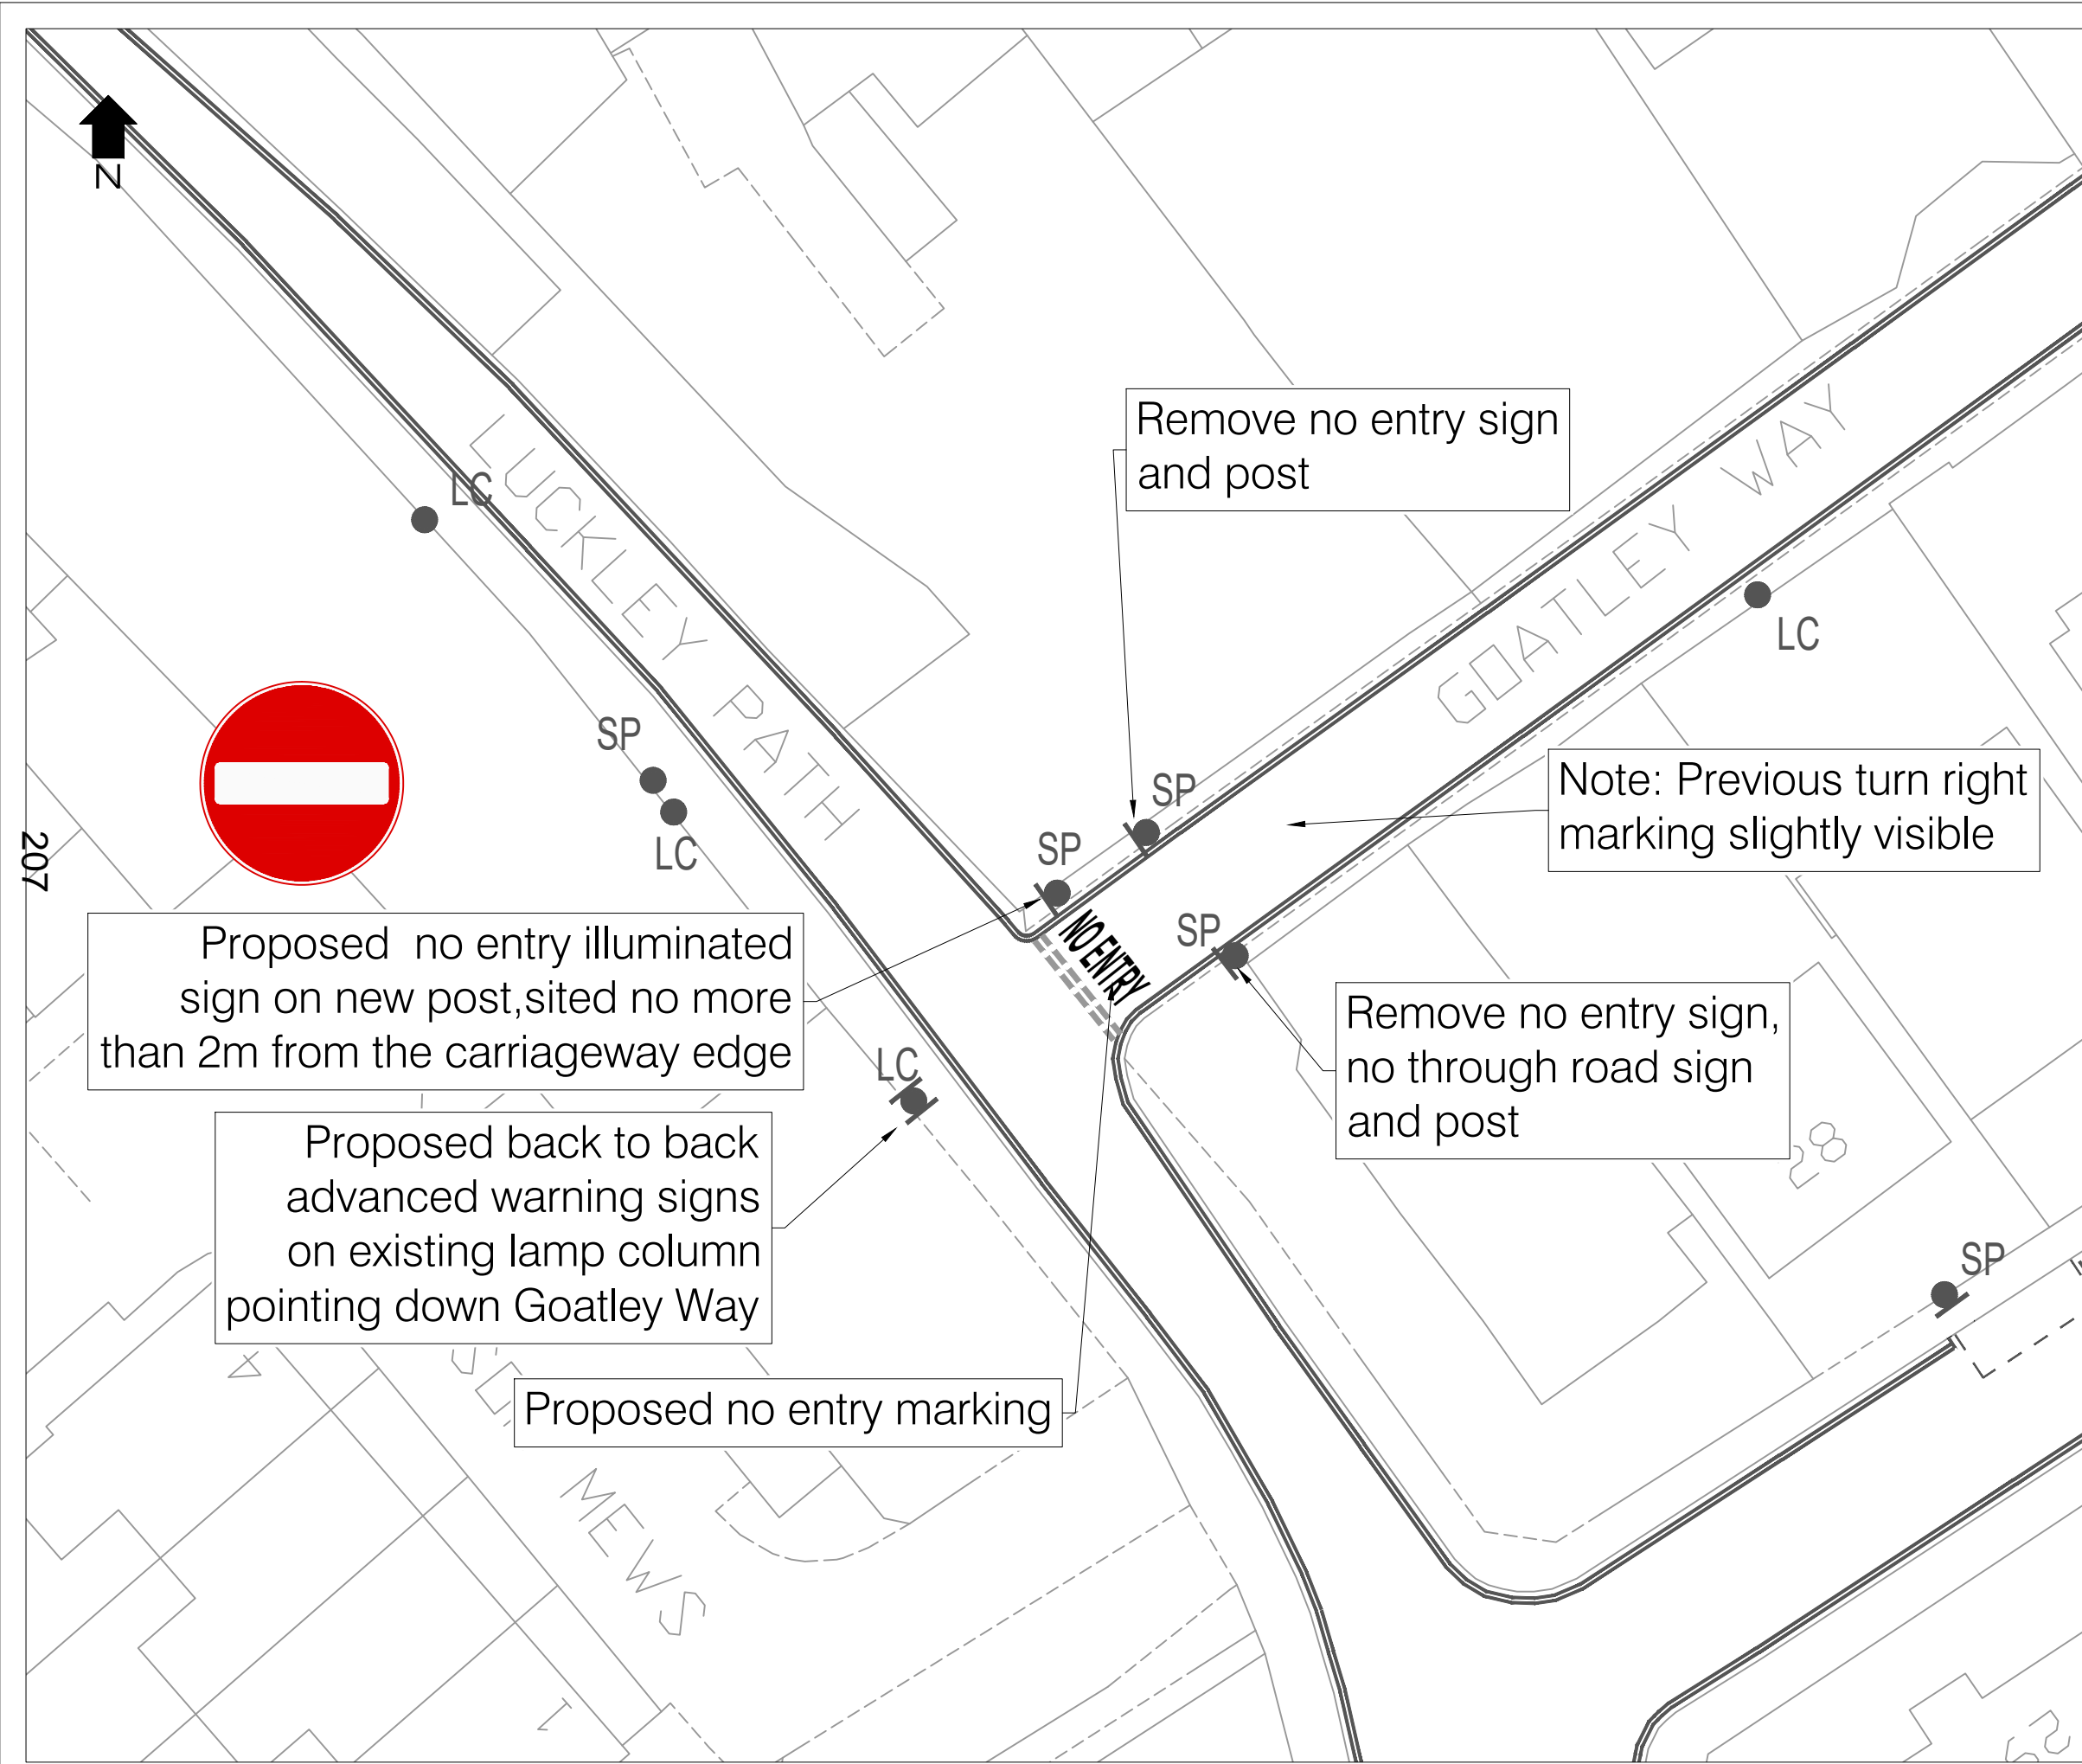 N
LC
LUCKLEY PATH
Remove no entry sign
and post
GOATLEY WAY
LC
SP
LC
SP
SP
SP
Note: Previous turn right
marking slightly visible
207
NO ENTRY
Proposed  no entry illuminated
sign on new post,sited no more
than 2m from the carriageway edge
LC
Remove no entry sign,
no through road sign
and post
Proposed back to back
advanced warning signs
on existing lamp column
pointing down Goatley Way
28
SP
Proposed no entry marking
MEWS
1